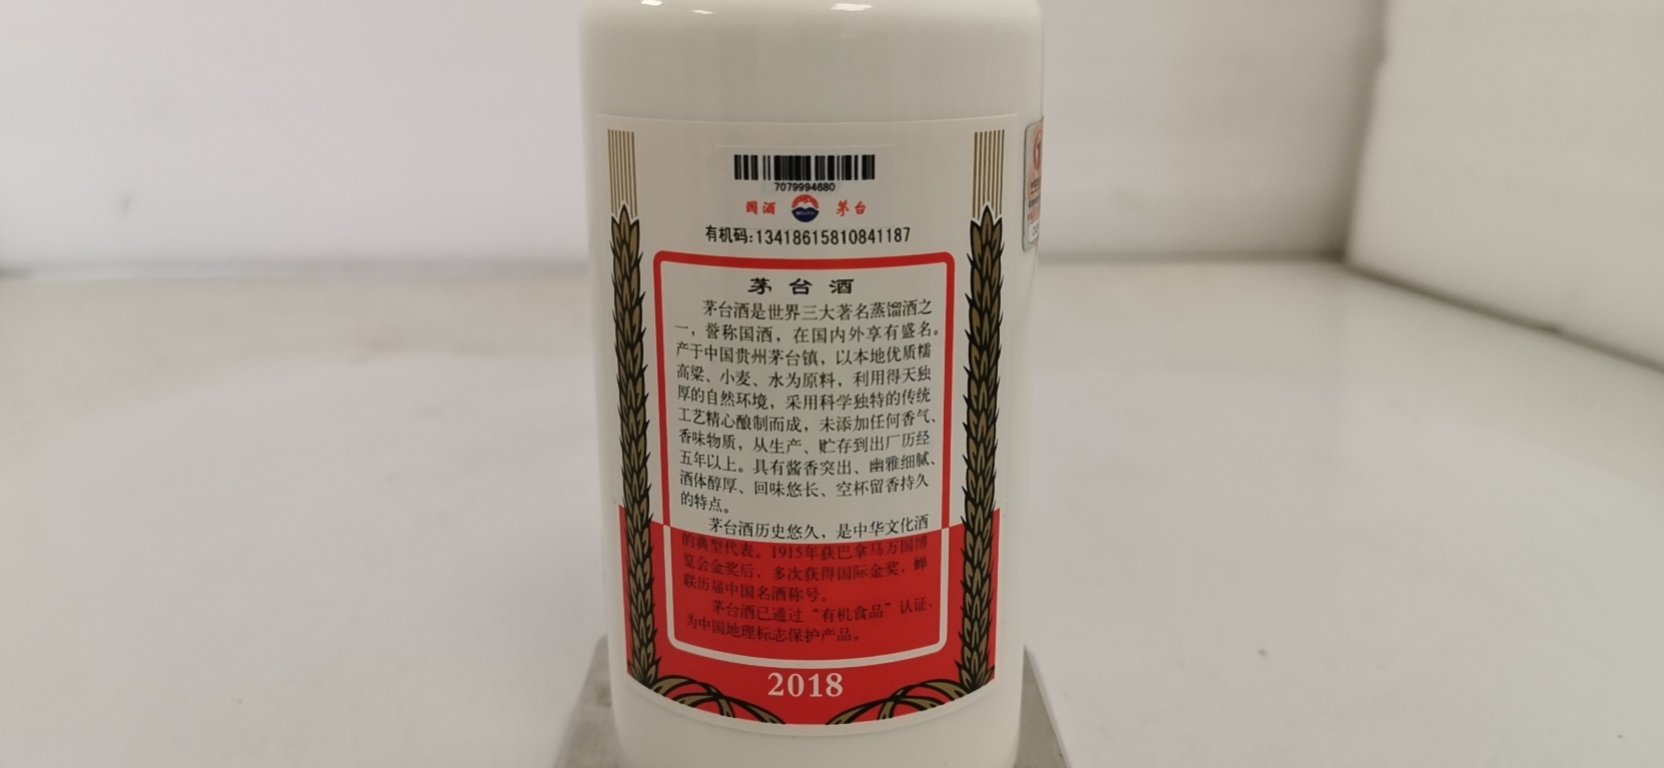 7079994680
国酒 茅台
有机码:13418615810841187
茅台酒
茅台酒是世界三大著名蒸馏酒之
一，誉称国酒，在国内外享有盛名。
产于中国贵州茅台镇，以本地优质糯
高粱、小麦、水为原料，利用得天独
厚的自然环境，采用科学独特的传统
工艺精心酿制而成，未添加任何香气、
香味物质，从生产、贮存到出厂历经
五年以上。具有酱香突出、幽雅细腻、
酒体醇厚、回味悠长、空杯留香持久
的特点。
茅台酒历史悠久，是中华文化酒
的典型代表。1915年获巴拿马万国博
览会金奖后，多次获得国际金奖，蝉
联历届中国名酒称号。
茅台酒已通过“有机食品”认证，
为中国地理标志保护产品。
2018